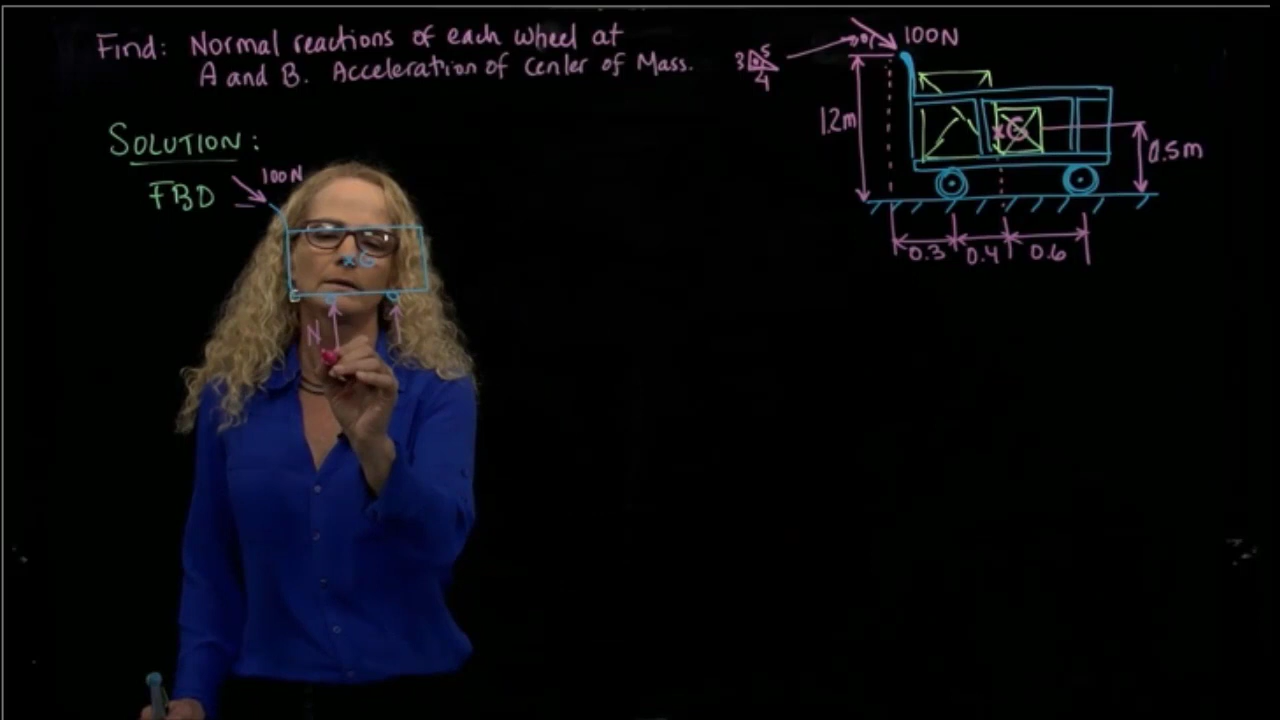 Find: Normal reactions of each wheel at
A and B. Acceleration of Center of Mass.
SOLUTION:
FBD
100N
G
N
3 5
4
100N
1.2m
G
0.5m
0.3 0.4 0.6